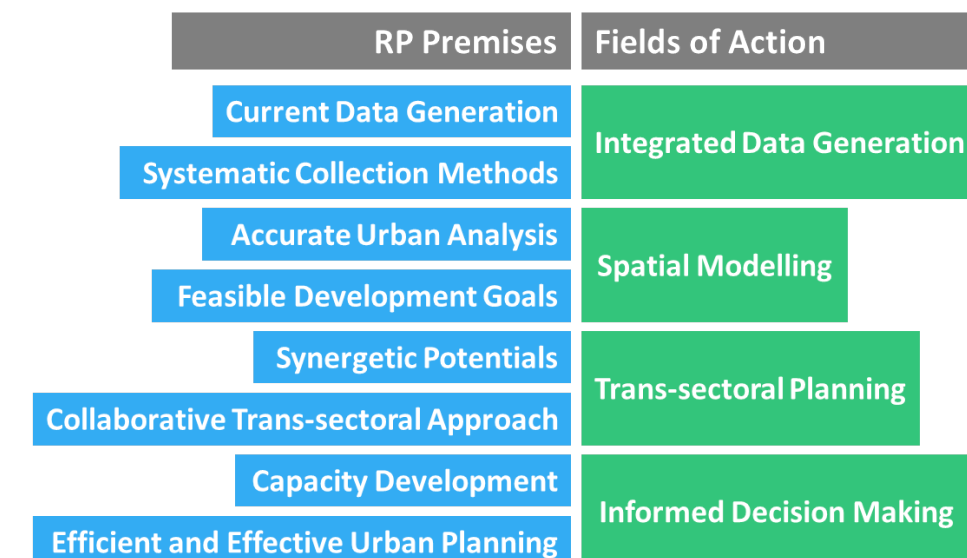 RP Premises
Fields of Action
Current Data Generation
Systematic Collection Methods
Integrated Data Generation
Accurate Urban Analysis
Feasible Development Goals
Spatial Modelling
Synergetic Potentials
Collaborative Trans-sectoral Approach
Trans-sectoral Planning
Capacity Development
Efficient and Effective Urban Planning
Informed Decision Making